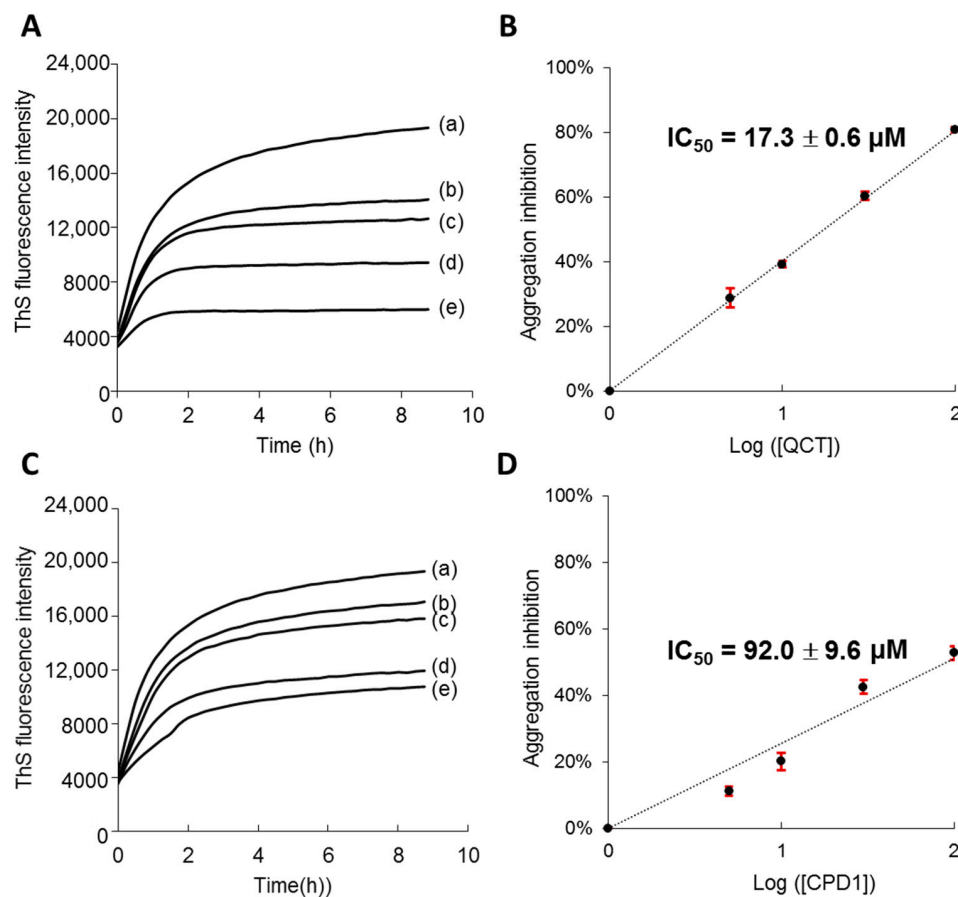 A
ThS fluorescence intensity
24,000
20,000
16,000
12,000
8000
4000
0
(a)
(b)
(c)
(d)
(e)
0 2 4 6 8 10
Time (h)
B
Aggregation inhibition
100%
80%
60%
40%
20%
0%
IC50 = 17.3 ± 0.6 µM
0 1 2
Log ([QCT])
C
ThS fluorescence intensity
24,000
20,000
16,000
12,000
8000
4000
0
(a)
(b)
(c)
(d)
(e)
0 2 4 6 8 10
Time(h))
D
Aggregation inhibition
100%
80%
60%
40%
20%
0%
IC50 = 92.0 ± 9.6 µM
0 1 2
Log ([CPD1])